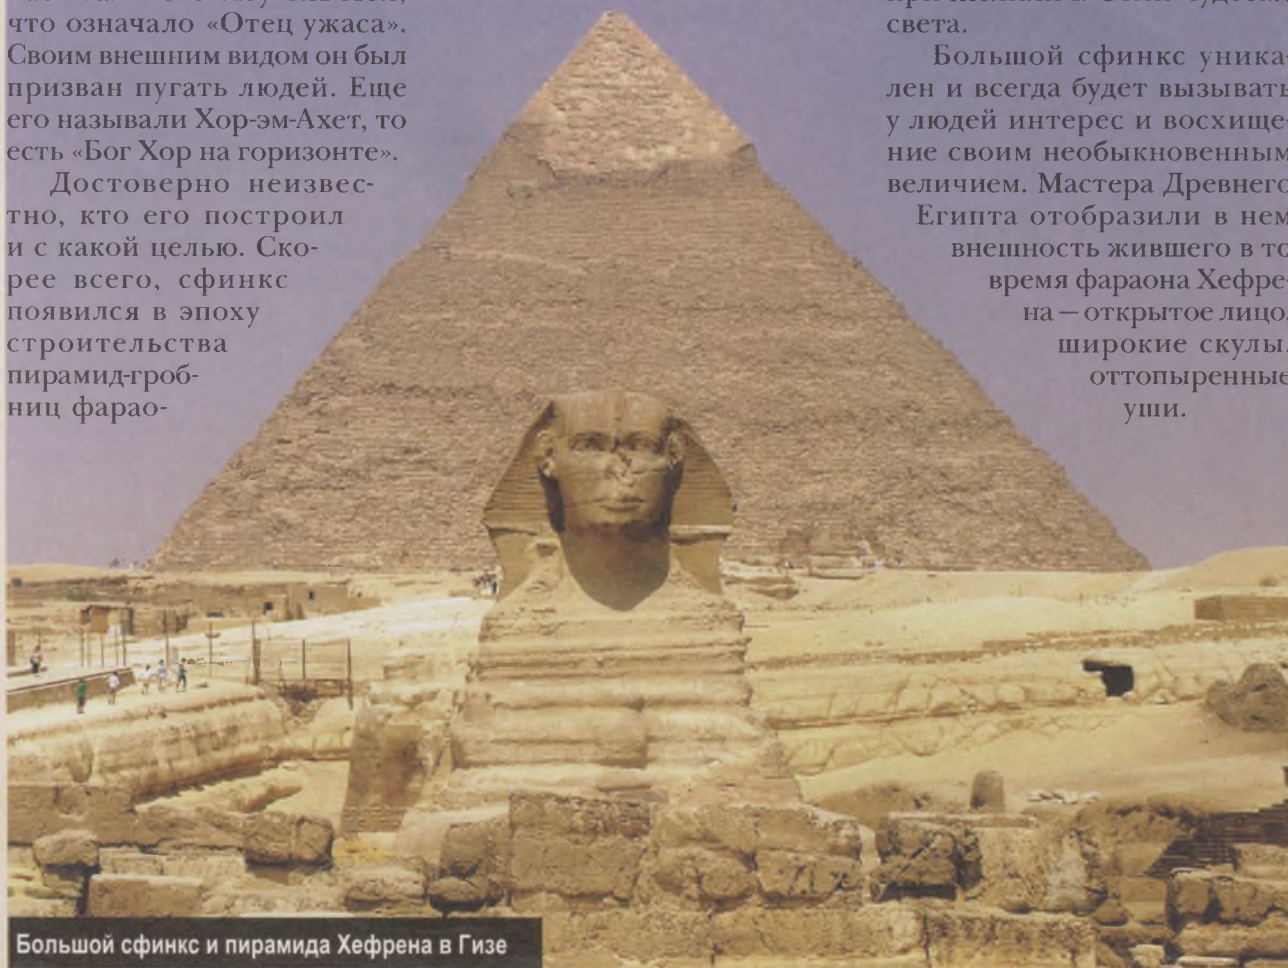 что означало «Отец ужаса».
Своим внешним видом он был
призван пугать людей. Еще
его называли Хор-эм-Ахет, то
есть «Бог Хор на горизонте».
Достоверно неизвес-
тно, кто его построил
и с какой целью. Ско-
рее всего, сфинкс
появился в эпоху
строительства
пирамид-гроб-
ниц фарао-
света.
Большой сфинкс уника-
лен и всегда будет вызывать
у людей интерес и восхище-
ние своим необыкновенным
величием. Мастера Древнего
Египта отобразили в нем
внешность жившего в то
время фараона Хефре-
на — открытое лицо,
широкие скулы,
оттопыренные
уши.
Большой сфинкс и пирамида Хефрена в Гизе